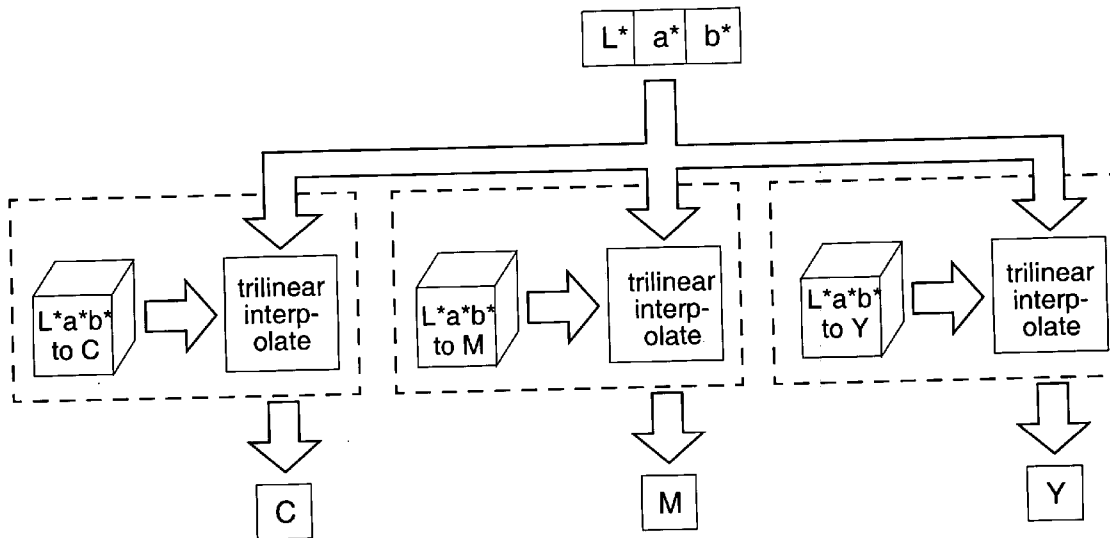 L* a* b*
L*a*b*
to C
trilinear
interp-
olate
L*a*b*
to M
trilinear
interp-
olate
L*a*b*
to Y
trilinear
interp-
olate
C
M
Y